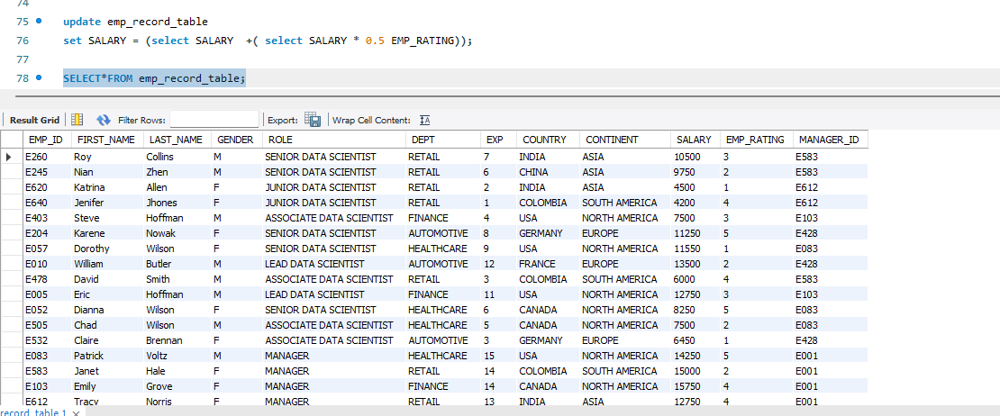 74
75 update emp_record_table
76 set SALARY = (select SALARY +( select SALARY * 0.5 EMP_RATING));
77
78 SELECT*FROM emp_record_table;
Result Grid Filter Rows: Export: Wrap Cell Content: IA
EMP_ID FIRST_NAME LAST_NAME GENDER ROLE DEPT EXP COUNTRY CONTINENT SALARY EMP_RATING MANAGER_ID
E260 Roy Collins M SENIOR DATA SCIENTIST RETAIL 7 INDIA ASIA 10500 3 E583
E245 Nian Zhen M SENIOR DATA SCIENTIST RETAIL 6 CHINA ASIA 9750 2 E583
E620 Katrina Allen F JUNIOR DATA SCIENTIST RETAIL 2 INDIA ASIA 4500 1 E612
E640 Jenifer Jhones F JUNIOR DATA SCIENTIST RETAIL 1 COLOMBIA SOUTH AMERICA 4200 4 E612
E403 Steve Hoffman M ASSOCIATE DATA SCIENTIST FINANCE 4 USA NORTH AMERICA 7500 3 E103
E204 Karene Nowak F SENIOR DATA SCIENTIST AUTOMOTIVE 8 GERMANY EUROPE 11250 5 E428
E057 Dorothy Wilson F SENIOR DATA SCIENTIST HEALTHCARE 9 USA NORTH AMERICA 11550 1 E083
E010 William Butler M LEAD DATA SCIENTIST AUTOMOTIVE 12 FRANCE EUROPE 13500 2 E428
E478 David Smith M ASSOCIATE DATA SCIENTIST RETAIL 3 COLOMBIA SOUTH AMERICA 6000 4 E583
E005 Eric Hoffman M LEAD DATA SCIENTIST FINANCE 11 USA NORTH AMERICA 12750 3 E103
E052 Dianna Wilson F SENIOR DATA SCIENTIST HEALTHCARE 6 CANADA NORTH AMERICA 8250 5 E083
E505 Chad Wilson M ASSOCIATE DATA SCIENTIST HEALTHCARE 5 CANADA NORTH AMERICA 7500 2 E083
E532 Claire Brennan F ASSOCIATE DATA SCIENTIST AUTOMOTIVE 3 GERMANY EUROPE 6450 1 E428
E083 Patrick Voltz M MANAGER HEALTHCARE 15 USA NORTH AMERICA 14250 5 E001
E583 Janet Hale F MANAGER RETAIL 14 COLOMBIA SOUTH AMERICA 15000 2 E001
E103 Emily Grove F MANAGER FINANCE 14 CANADA NORTH AMERICA 15750 4 E001
E612 Tracy Norris F MANAGER RETAIL 13 INDIA ASIA 12750 4 E001
record_table 1